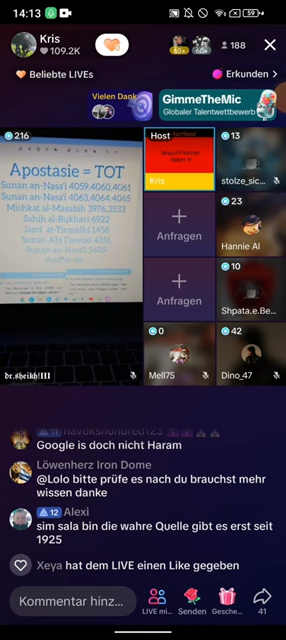 14:13
59
Kris
109.2K
60+
60+
188
Beliebte LIVEs
Erkunden >
Vielen Dank
GimmeTheMic
Globaler Talentwettbewerb
216
Apostasie = TOT
Sunan an-Nasa'i 4059,4060,4061
Sunan an-Nasa'i 4063,4064,4065
Mishkat al-Masabih 3976,3533
Sahih al-Bukhari 6922
Jami` at-Tirmidhi 1458
Sunan Abi Dawud 4351
dr.sheikh!III
Host
Kris
13
stolze_sic...
Anfragen
23
Hannie Al
Anfragen
10
Shpata.e.Be...
0
Mell75
42
Dino_47
Google is doch nicht Haram
Löwenherz Iron Dome
@Lolo bitte prüfe es nach du brauchst mehr
wissen danke
12 Alexi
sim sala bin die wahre Quelle gibt es erst seit
1925
Xeya hat dem LIVE einen Like gegeben
Kommentar hinz...
LIVE mi...
Senden
Gesche...
41